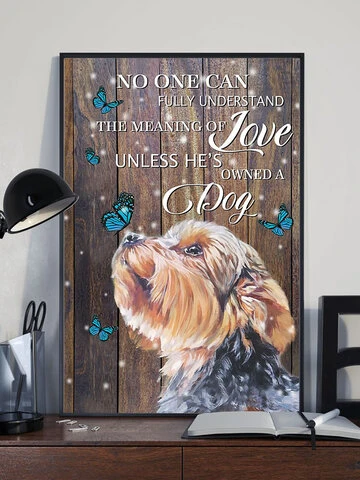 NO ONE CAN
FULLY UNDERSTAND
THE MEANING OF Love
UNLESS HE'S
OWNED A
Dog